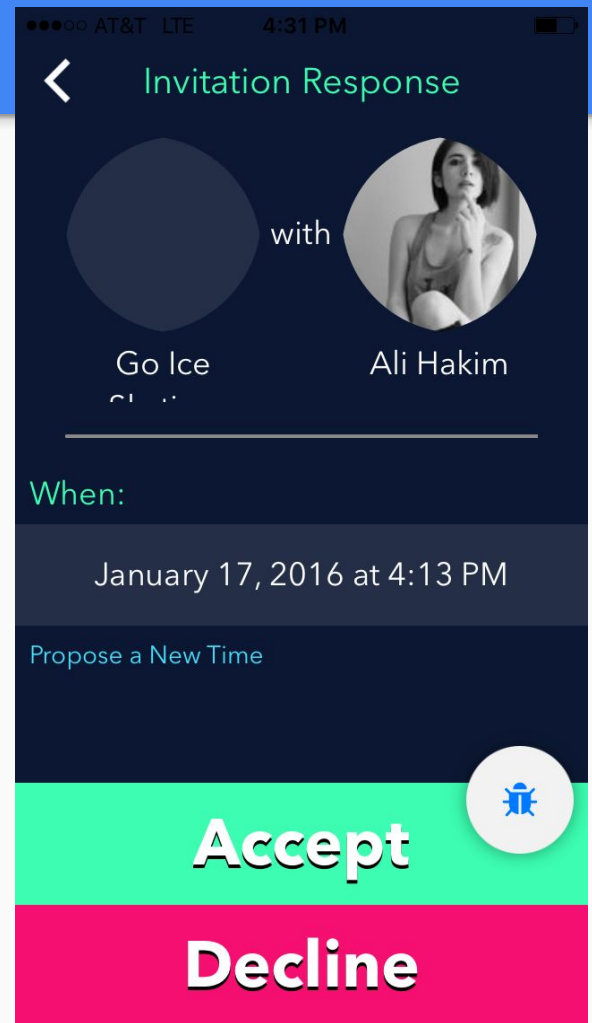 AT&T LTE 4:31 PM
Invitation Response
with
Go Ice
Ali Hakim
When:
January 17, 2016 at 4:13 PM
Propose a New Time
Accept
Decline